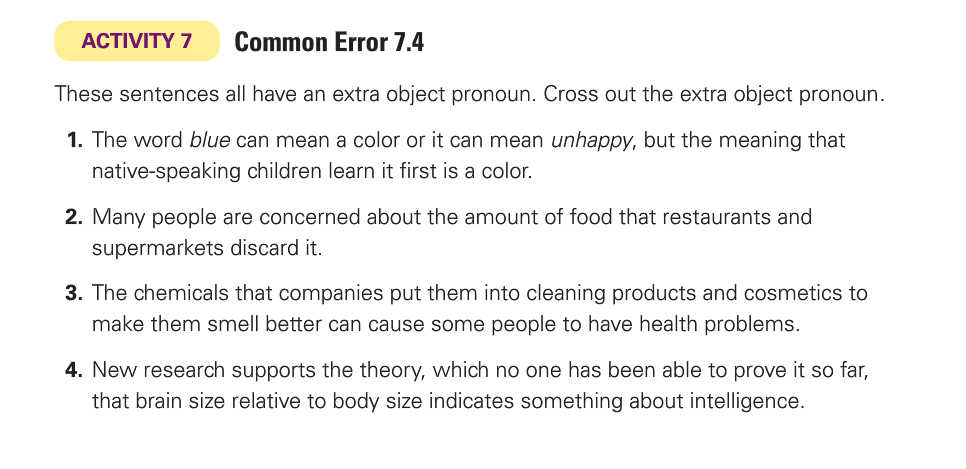 ACTIVITY 7 Common Error 7.4
These sentences all have an extra object pronoun. Cross out the extra object pronoun.
1. The word blue can mean a color or it can mean unhappy, but the meaning that
native-speaking children learn it first is a color.
2. Many people are concerned about the amount of food that restaurants and
supermarkets discard it.
3. The chemicals that companies put them into cleaning products and cosmetics to
make them smell better can cause some people to have health problems.
4. New research supports the theory, which no one has been able to prove it so far,
that brain size relative to body size indicates something about intelligence.